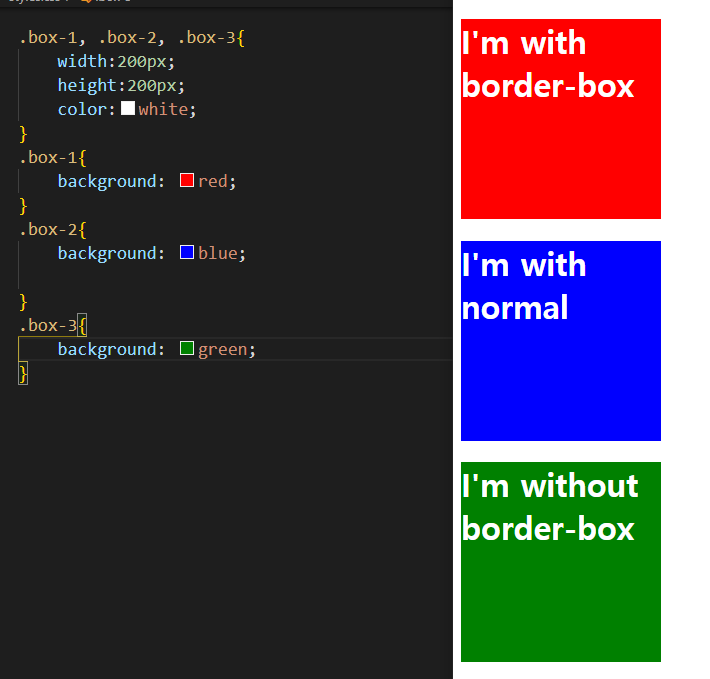 .box-1, .box-2, .box-3{
width:200px;
height:200px;
color: white;
}
.box-1{
background: red;
}
.box-2{
background: blue;
}
.box-3{
background: green;
}
I'm with
border-box
I'm with
normal
I'm without
border-box